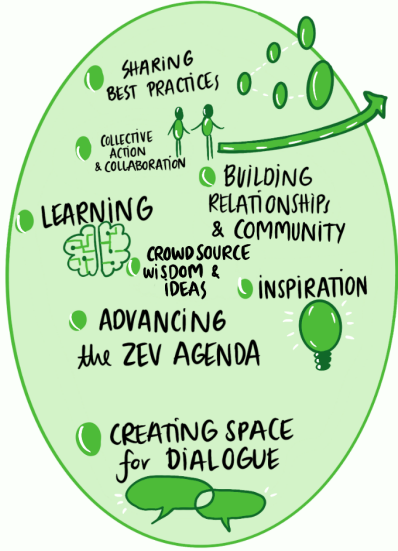 SHARING
BEST PRACTICES
COLLECTIVE
ACTION
& COLLABORATION
BUILDING
RELATIONSHIPS
& COMMUNITY
LEARNING
CROWDSOURCE
WISDOM &
IDEAS
INSPIRATION
ADVANCING
the ZEV AGENDA
CREATING SPACE
for DIALOGUE